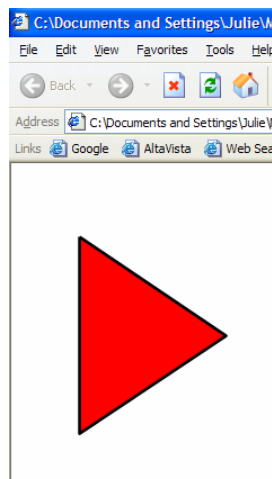 C:\Documents and Settings\Julie\M
File Edit View Favorites Tools Help
Back
Address C:\Documents and Settings\Julie\
Links Google AltaVista Web Sea